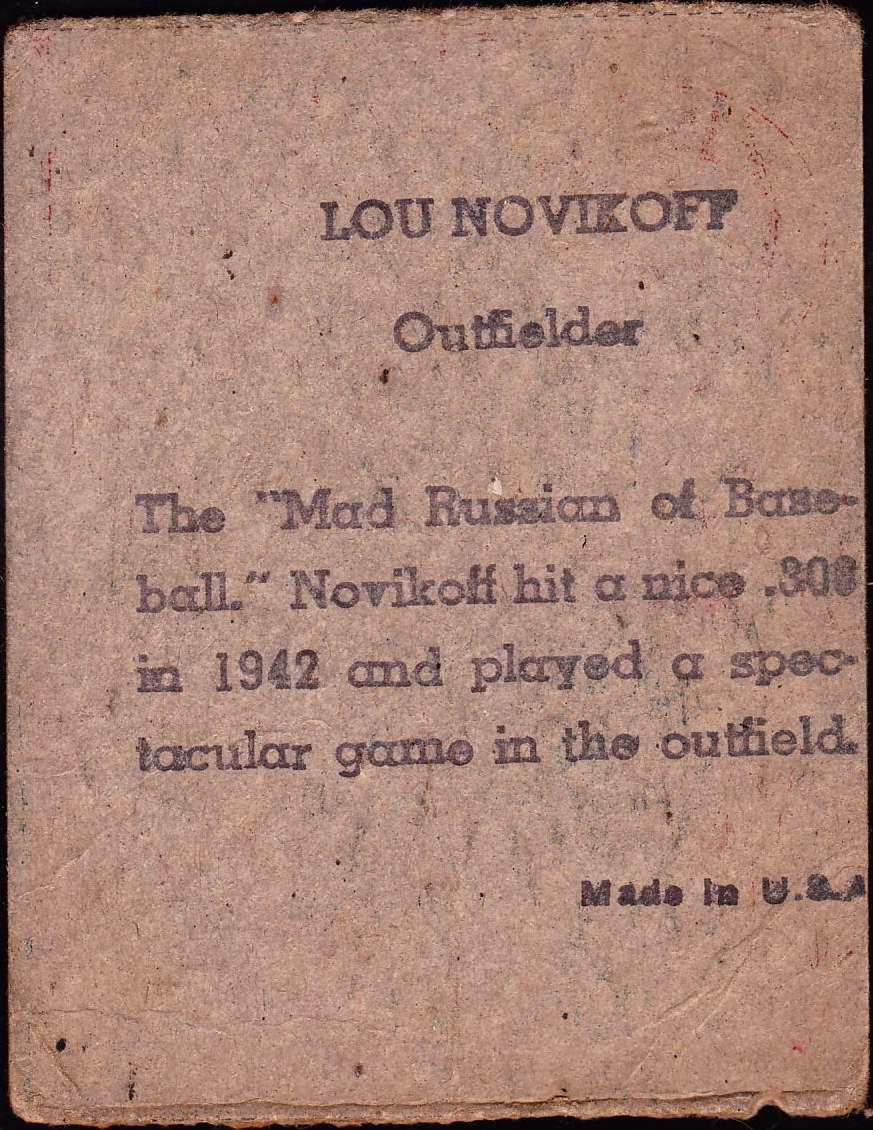 LOU NOVIKOFF
Outfielder
The "Mad Russian of Base-
ball." Novikoff hit a nice
in 1942 and played a spec-
tacular game in the outfield.
Made in U.S.A